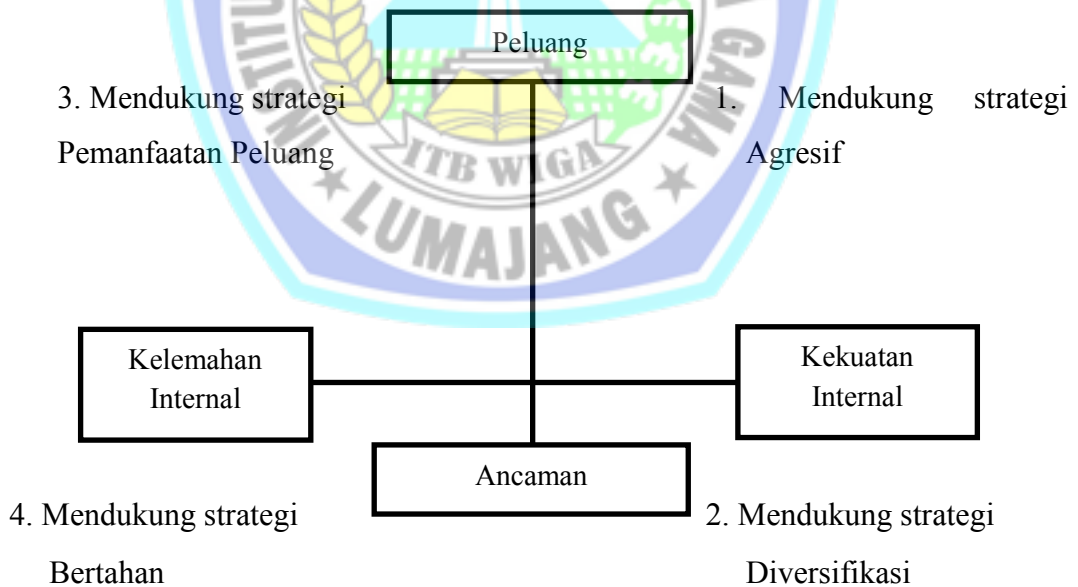 Peluang
3. Mendukung strategi
Pemanfaatan Peluang
1. Mendukung strategi
Agresif
ITB WIGA
LUMAJANG
Kelemahan
Internal
Kekuatan
Internal
Ancaman
4. Mendukung strategi
Bertahan
2. Mendukung strategi
Diversifikasi